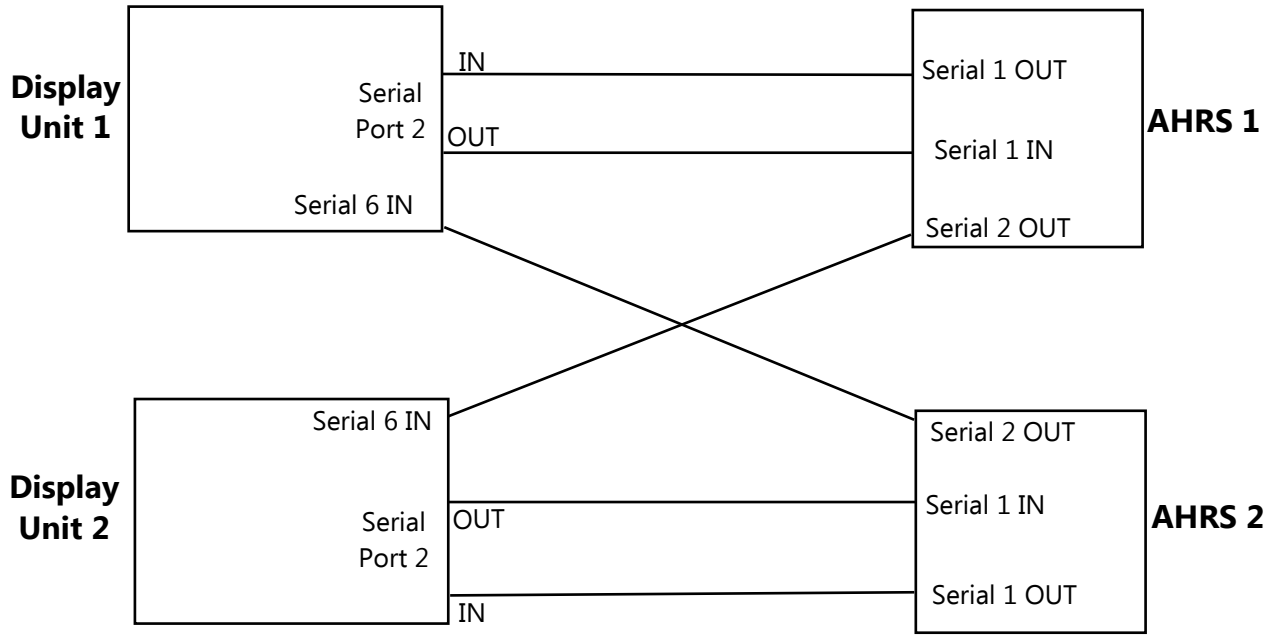 Display
Unit 1
IN
Serial
Port 2
OUT
Serial 6 IN
Serial 1 OUT
Serial 1 IN
Serial 2 OUT
AHRS 1
Display
Unit 2
Serial 6 IN
Serial
Port 2
OUT
IN
Serial 2 OUT
Serial 1 IN
Serial 1 OUT
AHRS 2